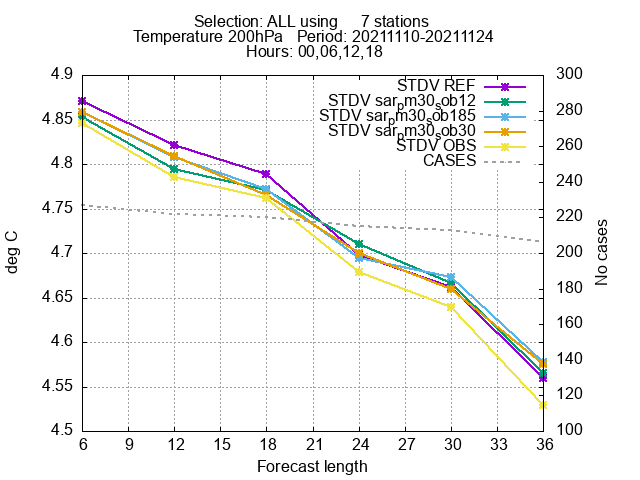 Selection: ALL using 7 stations
Temperature 200hPa Period: 20211110-20211124
Hours: 00,06,12,18
4.9
4.85
4.8
4.75
4.7
4.65
4.6
4.55
4.5
deg C
STDV REF
STDV sarpm30sob12
STDV sarpm30sob185
STDV sarpm30sob30
STDV OBS
CASES
300
280
260
240
220
200
180
160
140
120
100
No cases
6 9 12 15 18 21 24 27 30 33 36
Forecast length